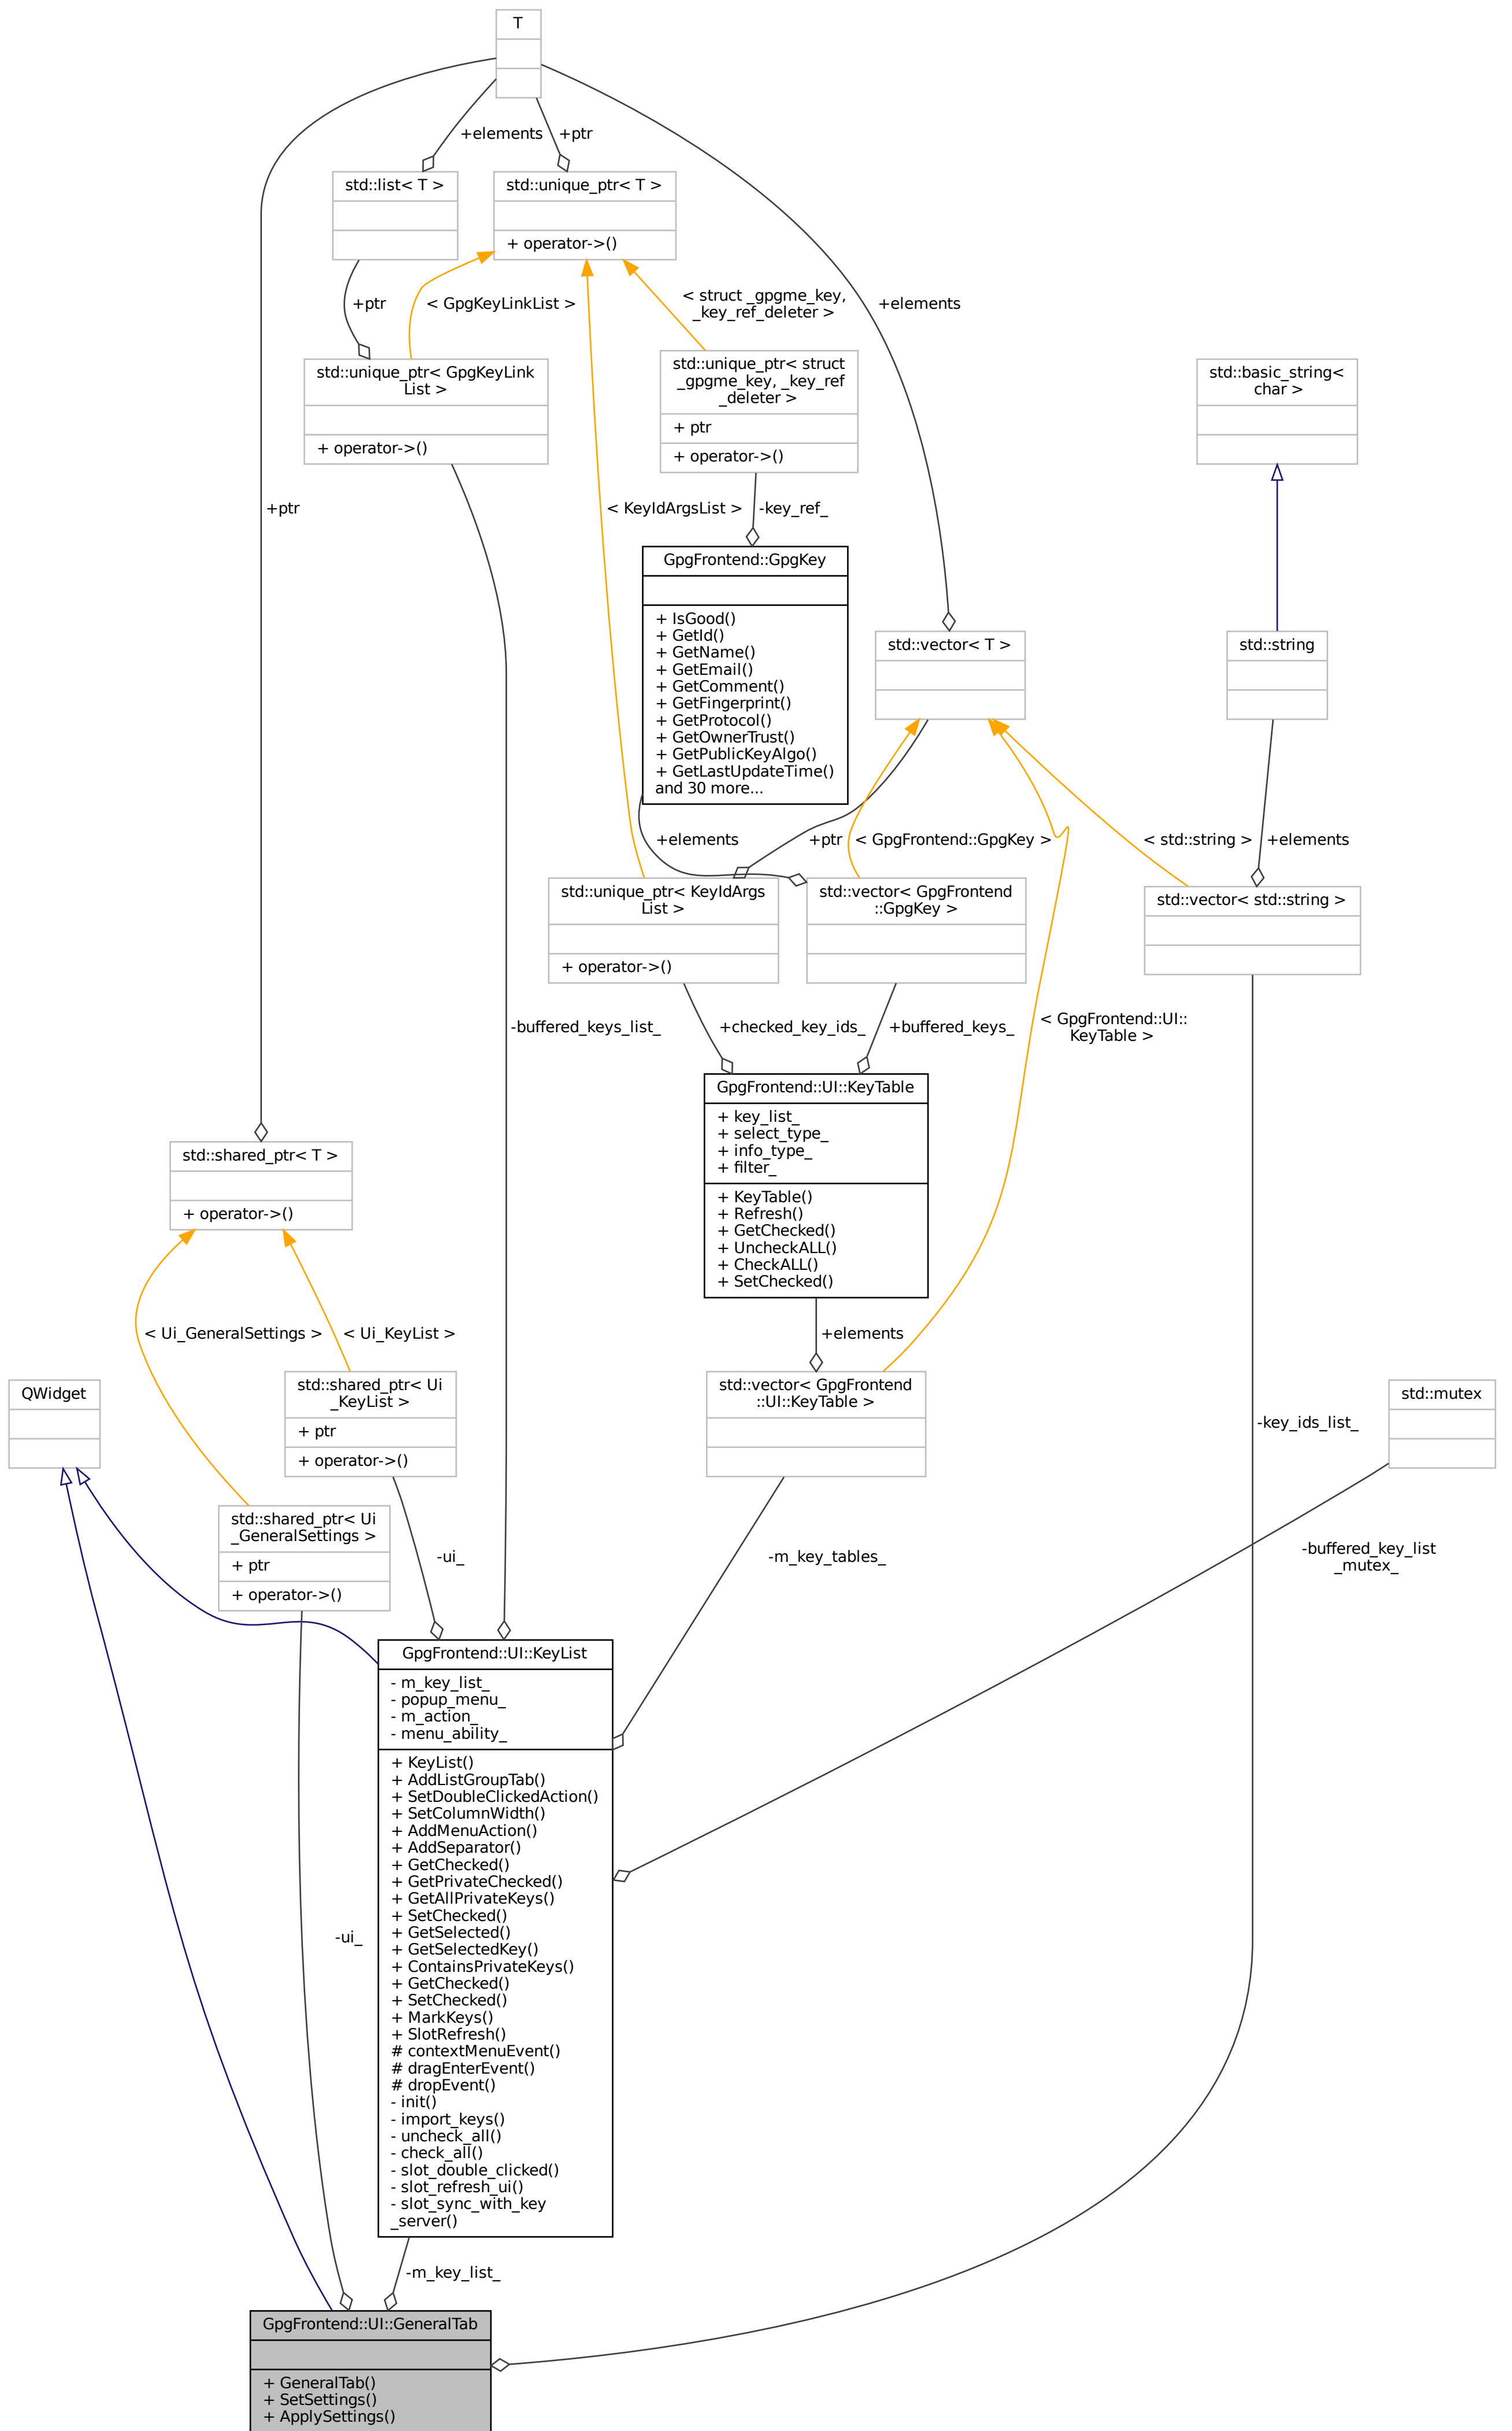 T
+elements
+ptr
std::list< T >
std::unique_ptr< T >
+ operator->()
+ptr
< GpgKeyLinkList >
< struct _gpgme_key,
_key_ref_deleter >
+elements
std::unique_ptr< GpgKeyLink
List >
+ operator->()
std::unique_ptr< struct
_gpgme_key, _key_ref
_deleter >
+ ptr
+ operator->()
std::basic_string<
char >
+ptr
< KeyIdArgsList >
-key_ref_
GpgFrontend::GpgKey
+ IsGood()
+ GetId()
+ GetName()
+ GetEmail()
+ GetComment()
+ GetFingerprint()
+ GetProtocol()
+ GetOwnerTrust()
+ GetPublicKeyAlgo()
+ GetLastUpdateTime()
and 30 more...
std::vector< T >
std::string
+elements
+ptr
< GpgFrontend::GpgKey >
< std::string >
+elements
std::unique_ptr< KeyIdArgs
List >
+ operator->()
std::vector< GpgFrontend
::GpgKey >
std::vector< std::string >
-buffered_keys_list_
+checked_key_ids_
+buffered_keys_
< GpgFrontend::UI::
KeyTable >
GpgFrontend::UI::KeyTable
+ key_list_
+ select_type_
+ info_type_
+ filter_
+ KeyTable()
+ Refresh()
+ GetChecked()
+ UncheckALL()
+ CheckALL()
+ SetChecked()
std::shared_ptr< T >
+ operator->()
< Ui_GeneralSettings >
< Ui_KeyList >
+elements
QWidget
std::shared_ptr< Ui
_KeyList >
+ ptr
+ operator->()
std::vector< GpgFrontend
::UI::KeyTable >
-key_ids_list_
std::mutex
std::shared_ptr< Ui
_GeneralSettings >
+ ptr
+ operator->()
-ui_
-m_key_tables_
-buffered_key_list
_mutex_
GpgFrontend::UI::KeyList
- m_key_list_
- popup_menu_
- m_action_
- menu_ability_
+ KeyList()
+ AddListGroupTab()
+ SetDoubleClickedAction()
+ SetColumnWidth()
+ AddMenuAction()
+ AddSeparator()
+ GetChecked()
+ GetPrivateChecked()
+ GetAllPrivateKeys()
+ SetChecked()
+ GetSelected()
+ GetSelectedKey()
+ ContainsPrivateKeys()
+ GetChecked()
+ SetChecked()
+ MarkKeys()
+ SlotRefresh()
# contextMenuEvent()
# dragEnterEvent()
# dropEvent()
- init()
- import_keys()
- uncheck_all()
- check_all()
- slot_double_clicked()
- slot_refresh_ui()
- slot_sync_with_key
_server()
-ui_
-m_key_list_
GpgFrontend::UI::GeneralTab
+ GeneralTab()
+ SetSettings()
+ ApplySettings()